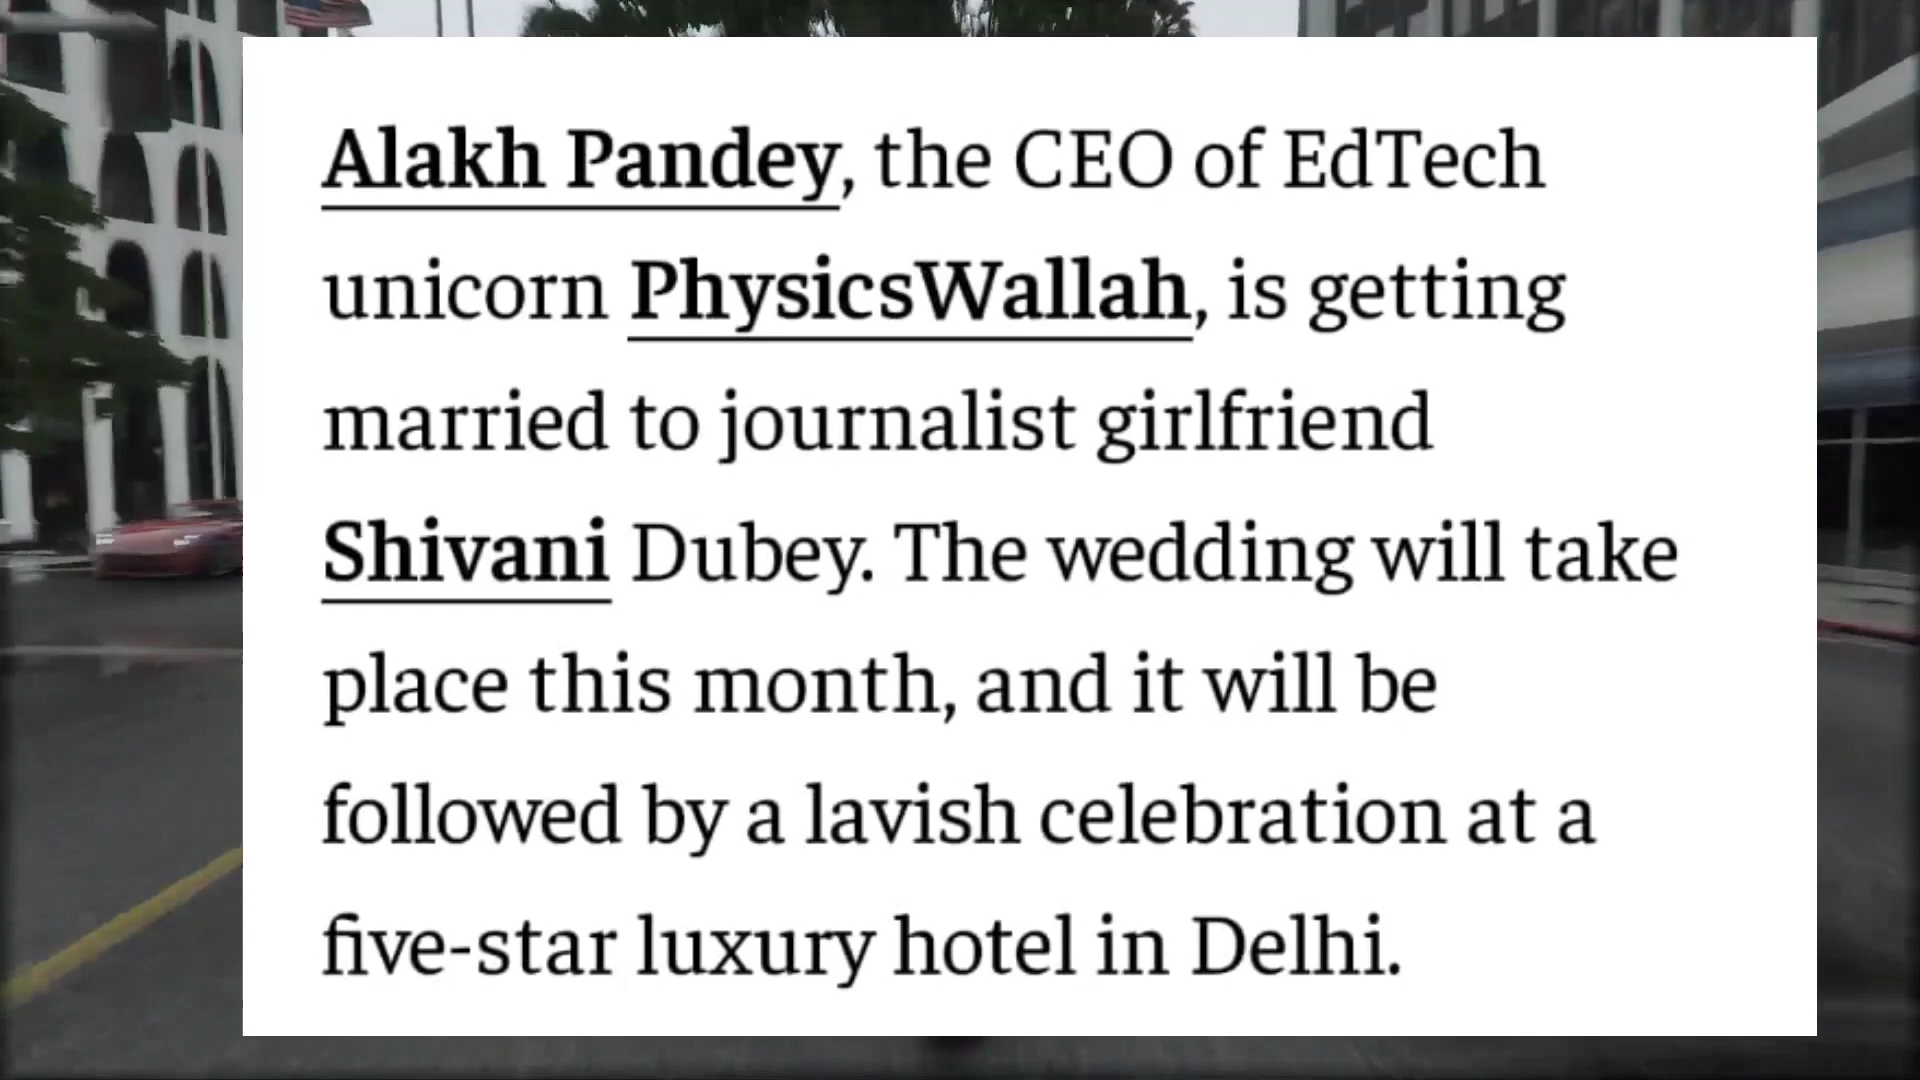 Alakh Pandey, the CEO of EdTech
unicorn PhysicsWallah, is getting
married to journalist girlfriend
Shivani Dubey. The wedding will take
place this month, and it will be
followed by a lavish celebration at a
five-star luxury hotel in Delhi.